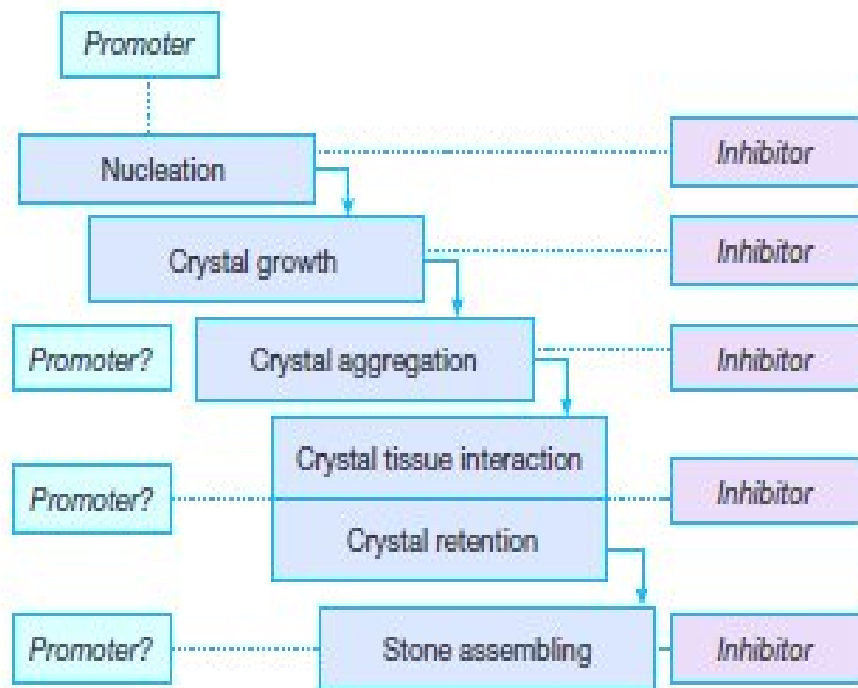 Promoter
Nucleation
Inhibitor
Crystal growth
Inhibitor
Promoter?
Crystal aggregation
Inhibitor
Crystal tissue interaction
Promoter?
Inhibitor
Crystal retention
Promoter?
Stone assembling
Inhibitor